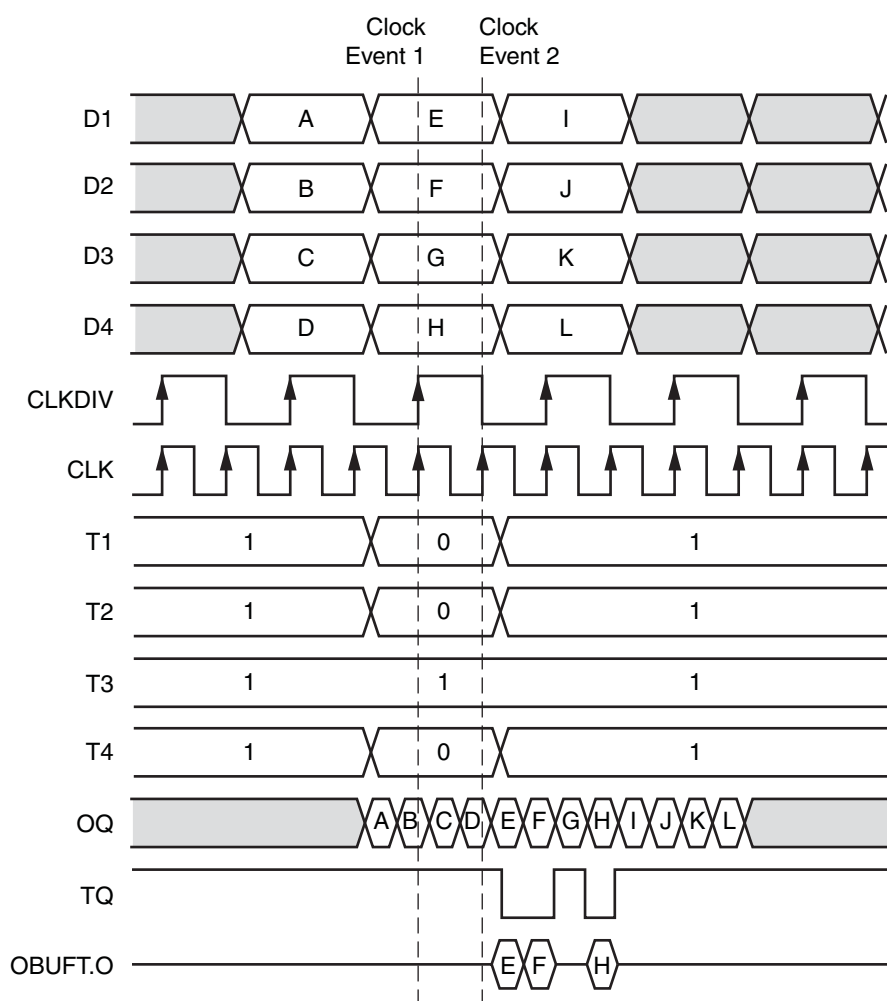 Clock Event 1
Clock Event 2
D1 A E I
D2 B F J
D3 C G K
D4 D H L
CLKDIV
CLK
T1 1 0 1
T2 1 0 1
T3 1 1 1
T4 1 0 1
OQ A B C D E F G H I J K L
TQ
OBUFT.O E F H